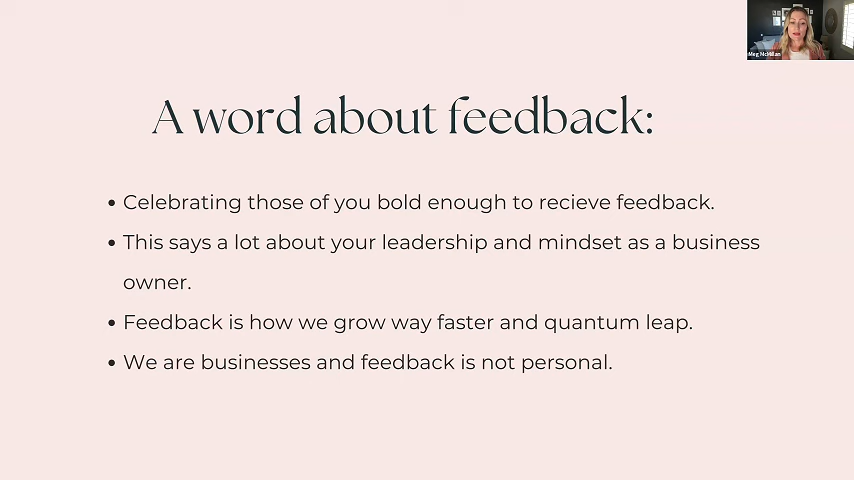 Meg McMillan
A word about feedback:
• Celebrating those of you bold enough to recieve feedback.
• This says a lot about your leadership and mindset as a business
owner.
• Feedback is how we grow way faster and quantum leap.
• We are businesses and feedback is not personal.